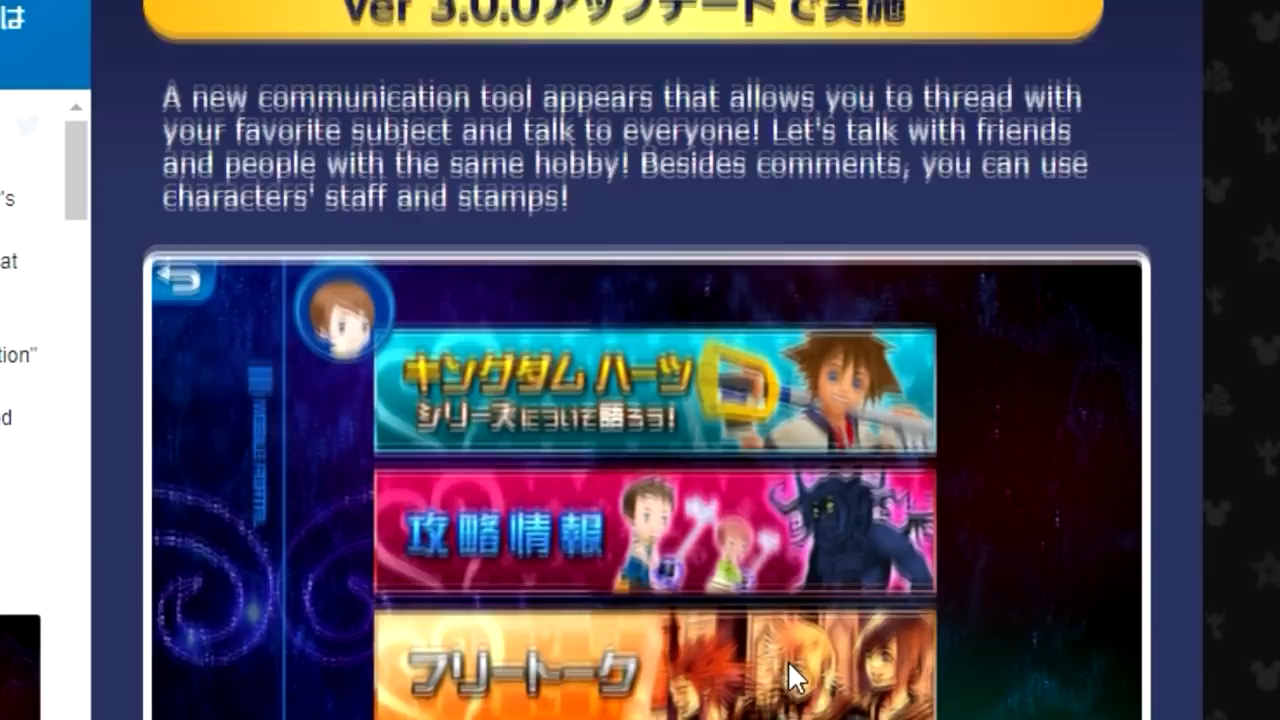 は
Ver 3.0.0アップデートで実施
A new communication tool appears that allows you to thread with
your favorite subject and talk to everyone! Let's talk with friends
and people with the same hobby! Besides comments, you can use
characters' staff and stamps!
's
at
tion"
d
キングダム ハーツ
シリーズについて語ろう!
攻略情報
フリートーク